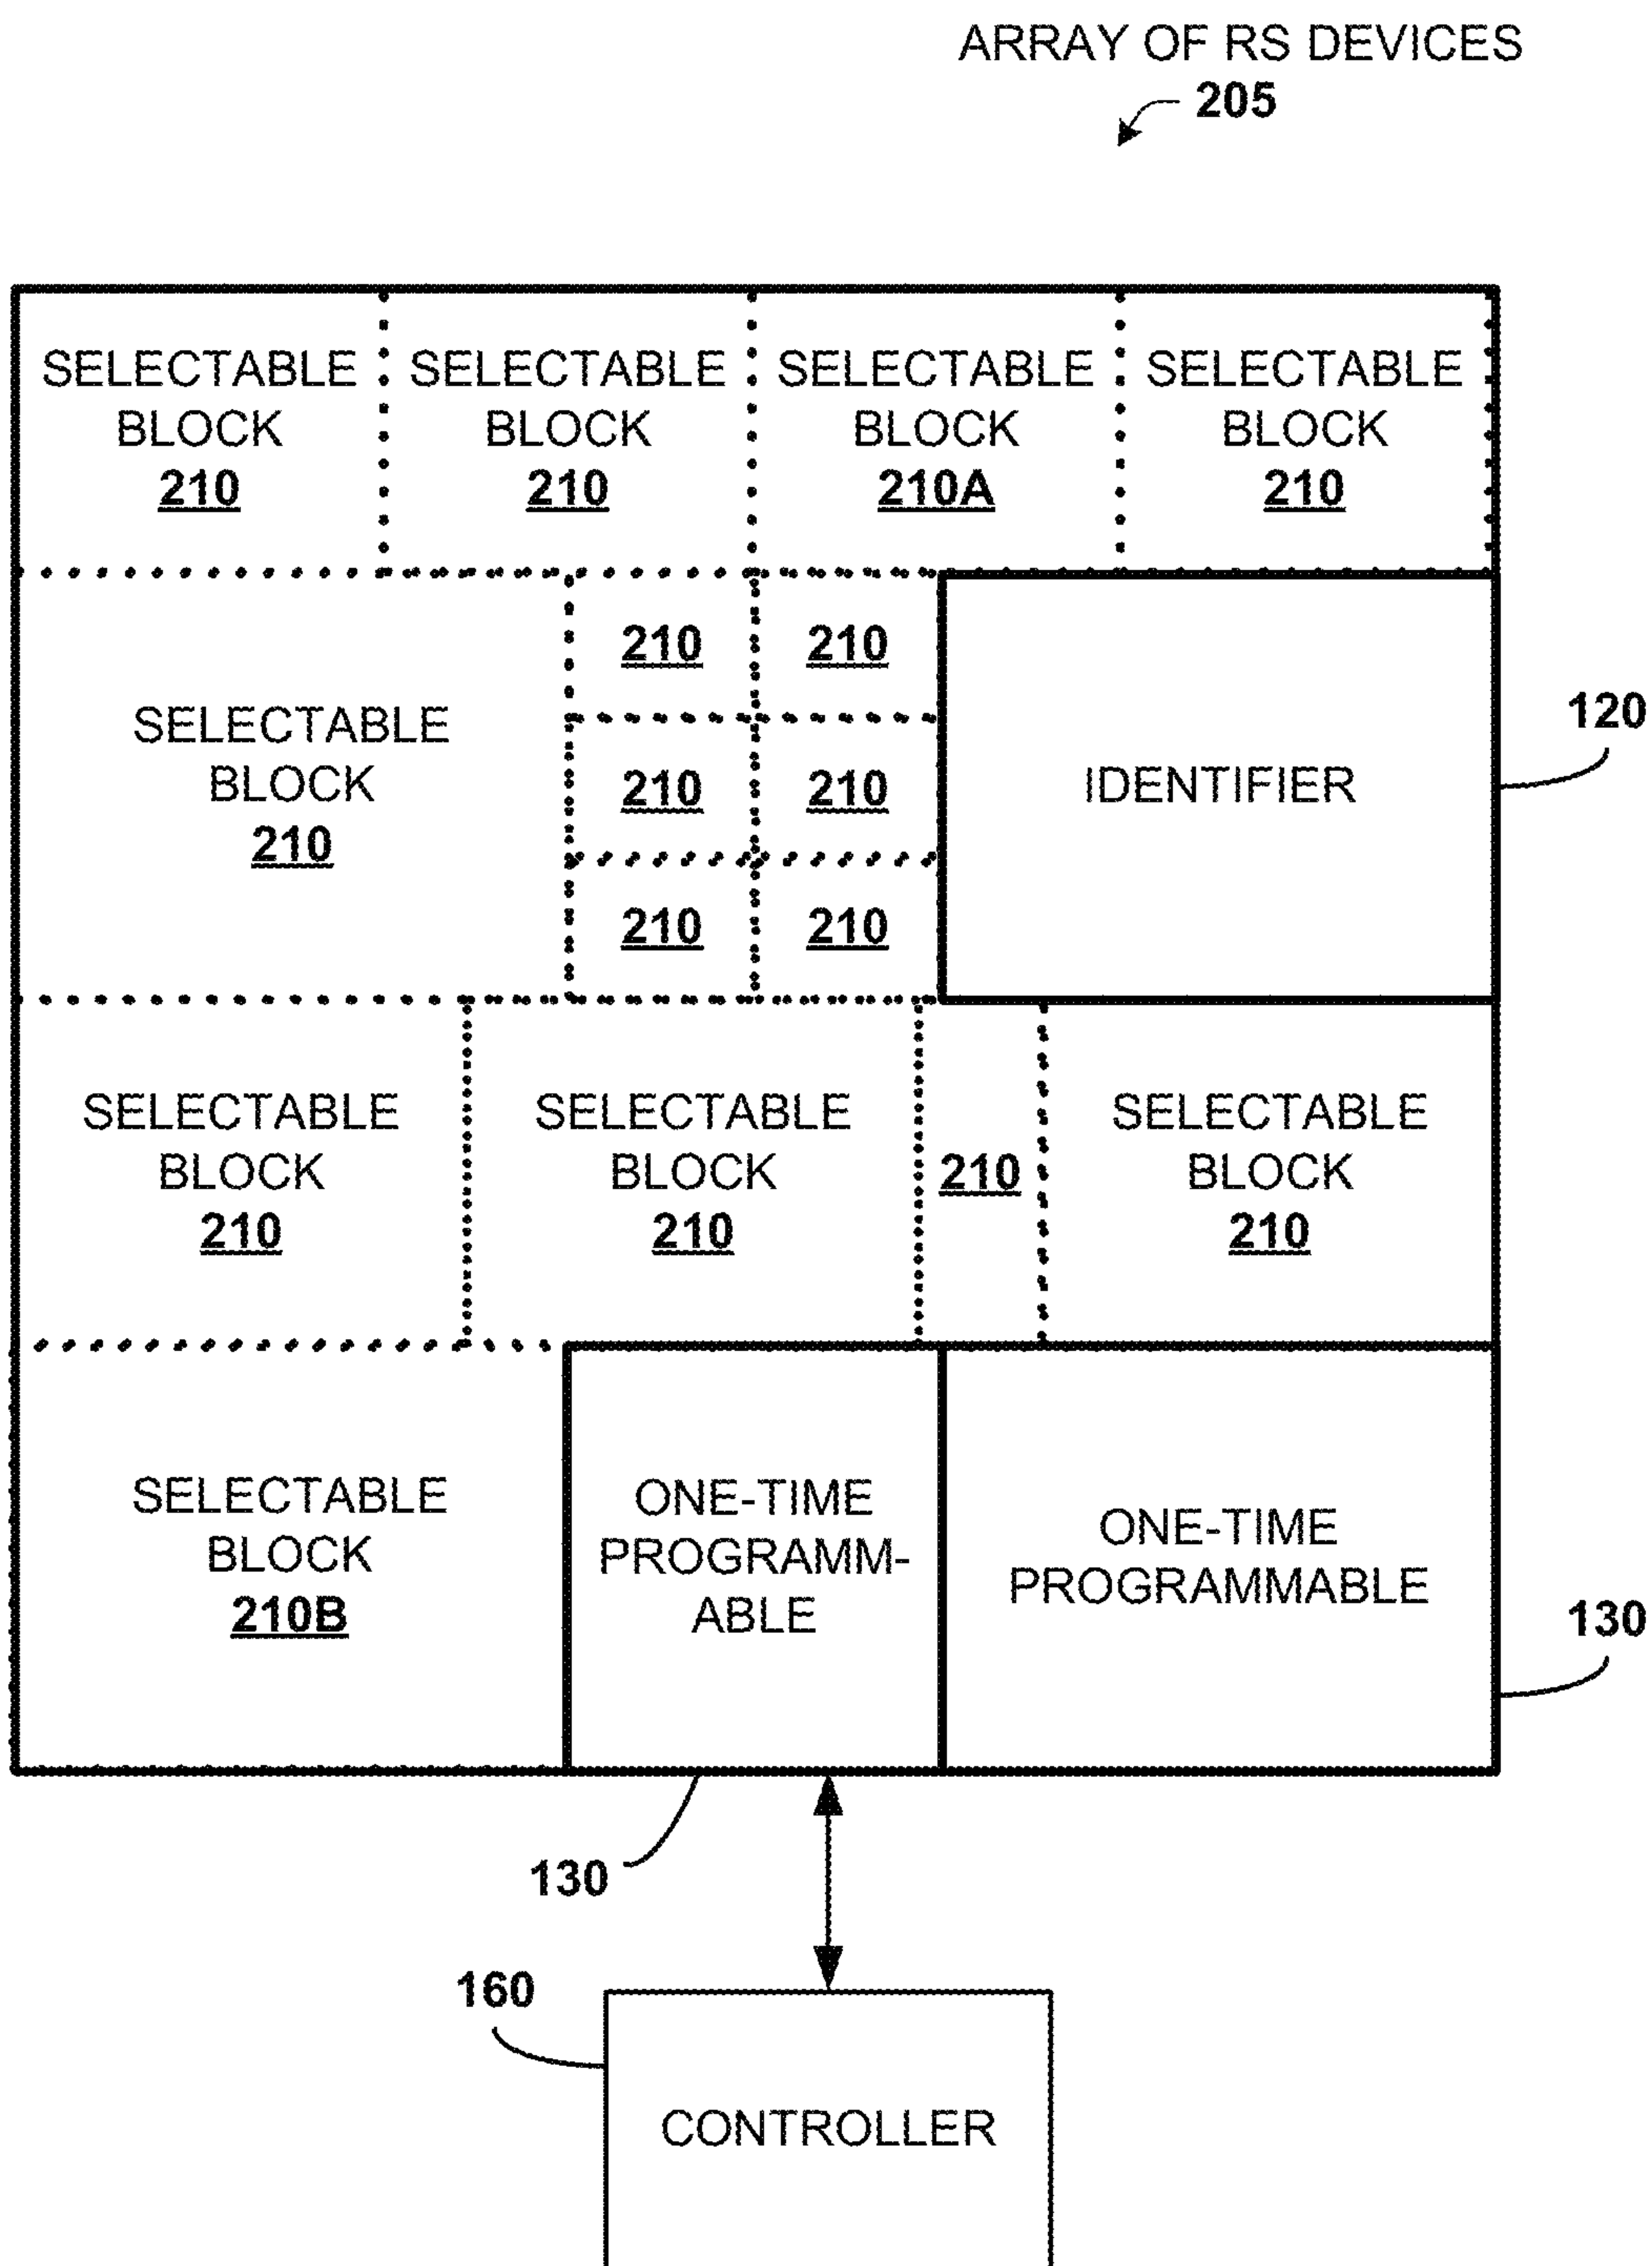 ARRAY OF RS DEVICES
205
SELECTABLE
BLOCK
210
SELECTABLE
BLOCK
210
SELECTABLE
BLOCK
210A
SELECTABLE
BLOCK
210
SELECTABLE
BLOCK
210
210
210
210
210
210
210
IDENTIFIER
120
SELECTABLE
BLOCK
210
SELECTABLE
BLOCK
210
210
SELECTABLE
BLOCK
210
SELECTABLE
BLOCK
210B
ONE-TIME
PROGRAMM-
ABLE
ONE-TIME
PROGRAMMABLE
130
130
160
CONTROLLER